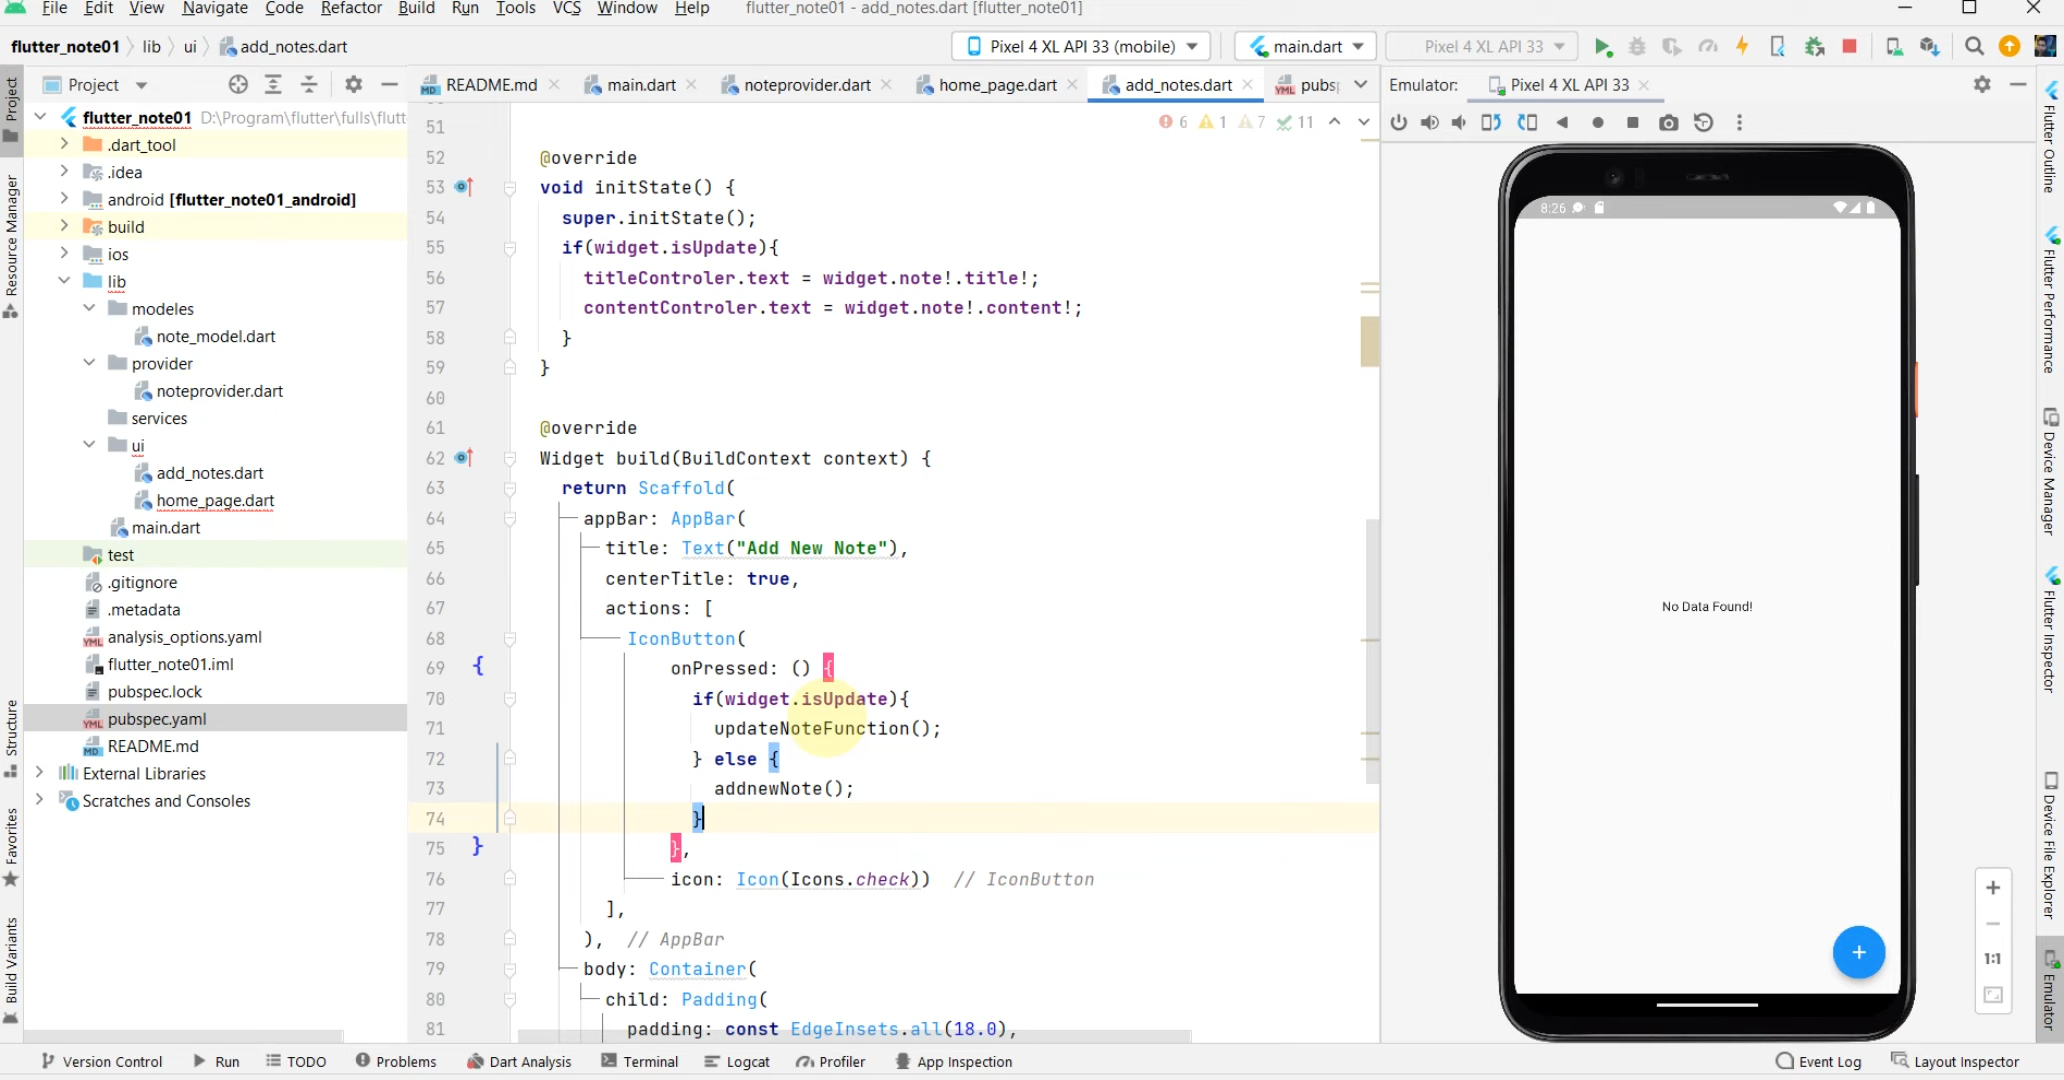 File Edit View Navigate Code Refactor Build Run Tools VCS Window Help flutter_note01 - add_notes.dart [flutter_note01]
flutter_note01 lib ui add_notes.dart Pixel 4 XL API 33 (mobile) main.dart Pixel 4 XL API 33
Project README.md main.dart noteprovider.dart home_page.dart add_notes.dart pubs Emulator: Pixel 4 XL API 33
6 1 7 11
Project
Resource Manager
Structure
Favorites
Build Variants
flutter_note01 D:\Program\flutter\fulls\flutt
.dart_tool
.idea
android [flutter_note01_android]
build
ios
lib
modeles
note_model.dart
provider
noteprovider.dart
services
ui
add_notes.dart
home_page.dart
main.dart
test
.gitignore
.metadata
analysis_options.yaml
flutter_note01.iml
pubspec.lock
pubspec.yaml
README.md
External Libraries
Scratches and Consoles
51
52 @override
53 void initState() {
54 super.initState();
55 if(widget.isUpdate){
56 titleControler.text = widget.note!.title!;
57 contentControler.text = widget.note!.content!;
58 }
59 }
60
61 @override
62 Widget build(BuildContext context) {
63 return Scaffold(
64 appBar: AppBar(
65 title: Text("Add New Note"),
66 centerTitle: true,
67 actions: [
68 IconButton(
69 { onPressed: () {
70 if(widget.isUpdate){
71 updateNoteFunction();
72 } else {
73 addnewNote();
74 }
75 } },
76 icon: Icon(Icons.check)) // IconButton
77 ],
78 ), // AppBar
79 body: Container(
80 child: Padding(
81 padding: const EdgeInsets.all(18.0),
8:26
No Data Found!
+
+
−
1:1
Flutter Outline
Flutter Performance
Flutter Inspector
Device Manager
Device File Explorer
Emulator
Version Control Run TODO Problems Dart Analysis Terminal Logcat Profiler App Inspection Event Log Layout Inspector